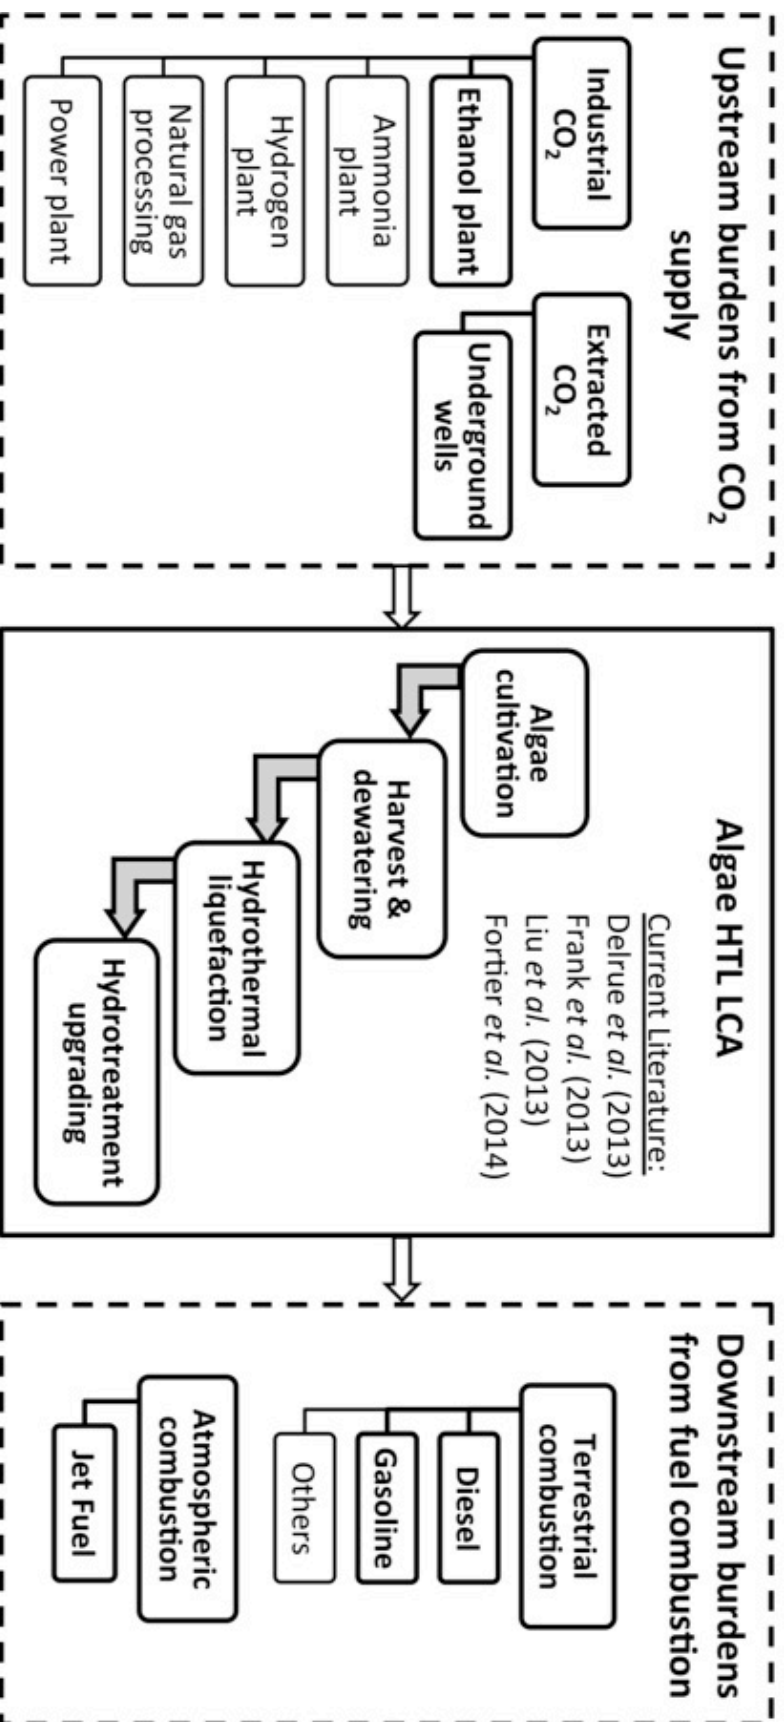 Upstream burdens from CO₂
supply
Industrial
CO₂
Ethanol plant
Ammonia
plant
Hydrogen
plant
Natural gas
processing
Power plant
Extracted
CO₂
Underground
wells
Algae HTL LCA
Current Literature:
Delrue et al. (2013)
Frank et al. (2013)
Liu et al. (2013)
Fortier et al. (2014)
Algae
cultivation
Harvest &
dewatering
Hydrothermal
liquefaction
Hydrotreatment
upgrading
Downstream burdens
from fuel combustion
Terrestrial
combustion
Diesel
Gasoline
Others
Atmospheric
combustion
Jet Fuel